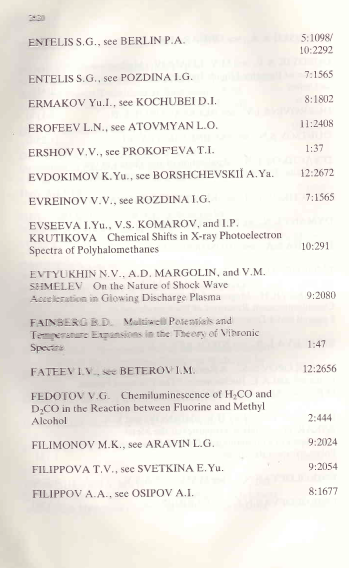 ENTELIS S.G., see BERLIN P.A. 5:1098/
10:2292
ENTELIS S.G., see POZDINA I.G. 7:1565
ERMAKOV Yu.I., see KOCHUBEI D.I. 8:1802
EROFEEV L.N., see ATOVMYAN L.O. 11:2408
ERSHOV V.V., see PROKOF'EVA T.I. 1:37
EVDOKIMOV K.Yu., see BORSHCHEVSKIĬ A.Ya. 12:2672
EVREINOV V.V., see ROZDINA I.G. 7:1565
EVSEEVA I.Yu., V.S. KOMAROV, and I.P.
KRUTIKOVA Chemical Shifts in X-ray Photoelectron
Spectra of Polyhalomethanes 10:291
EVTYUKHIN N.V., A.D. MARGOLIN, and V.M.
SHMELEV On the Nature of Shock Wave
Acceleration in Glowing Discharge Plasma 9:2080
FAINBERG B.D. Multiwell Potentials and
Temperature Expansions in the Theory of Vibronic
Spectra 1:47
FATEEV I.V., see BETEROV I.M. 12:2656
FEDOTOV V.G. Chemiluminescence of H₂CO and
D₂CO in the Reaction between Fluorine and Methyl
Alcohol 2:444
FILIMONOV M.K., see ARAVIN L.G. 9:2024
FILIPPOVA T.V., see SVETKINA E.Yu. 9:2054
FILIPPOV A.A., see OSIPOV A.I. 8:1677